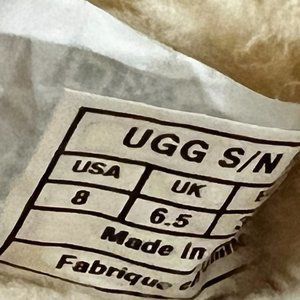 UGG S/N
USA UK E
8 6.5
Made In
Fabrique